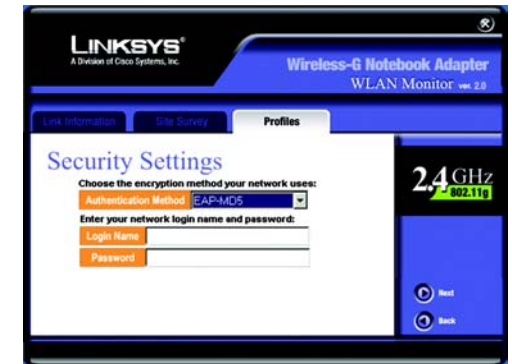 LINKSYS®
A Division of Cisco Systems, Inc.
Wireless-G Notebook Adapter
WLAN Monitor ver. 2.0
Link Information Site Survey Profiles
Security Settings
Choose the encryption method your network uses:
Authentication Method EAP-MD5
Enter your network login name and password:
Login Name
Password
2.4GHz
802.11g
Next
Back